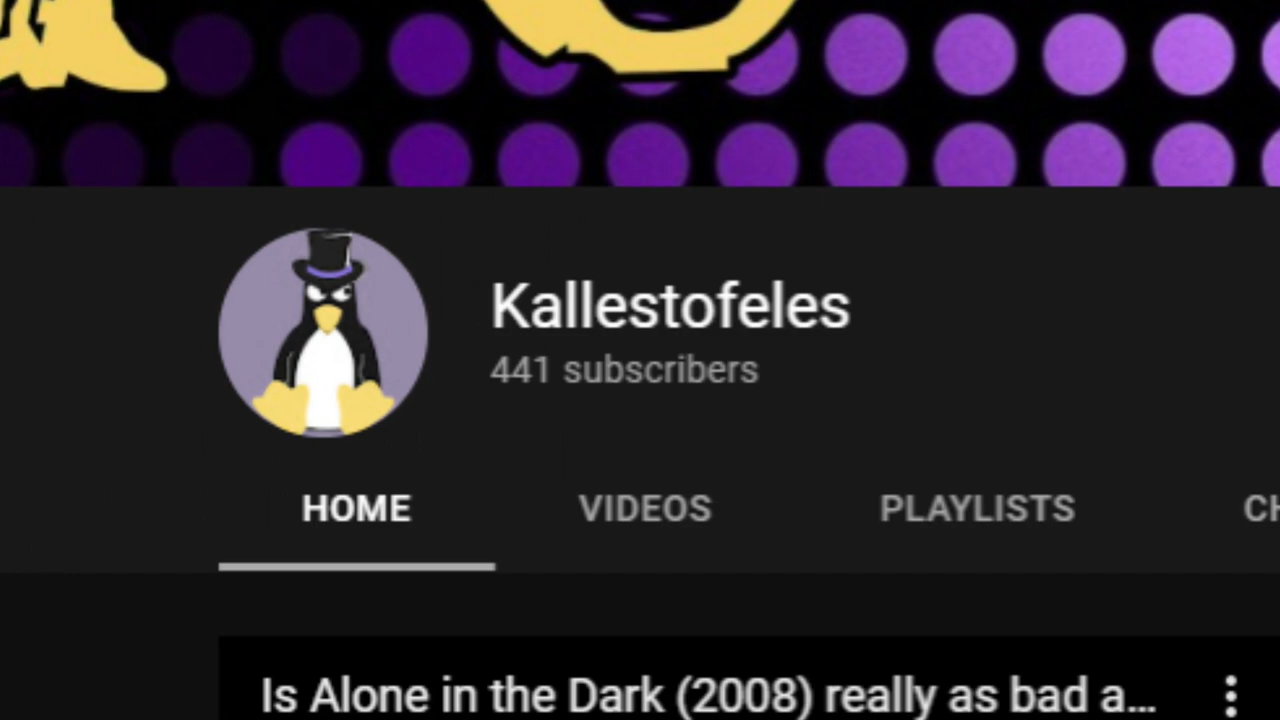 Kallestofeles
441 subscribers
HOME VIDEOS PLAYLISTS CH
Is Alone in the Dark (2008) really as bad a...